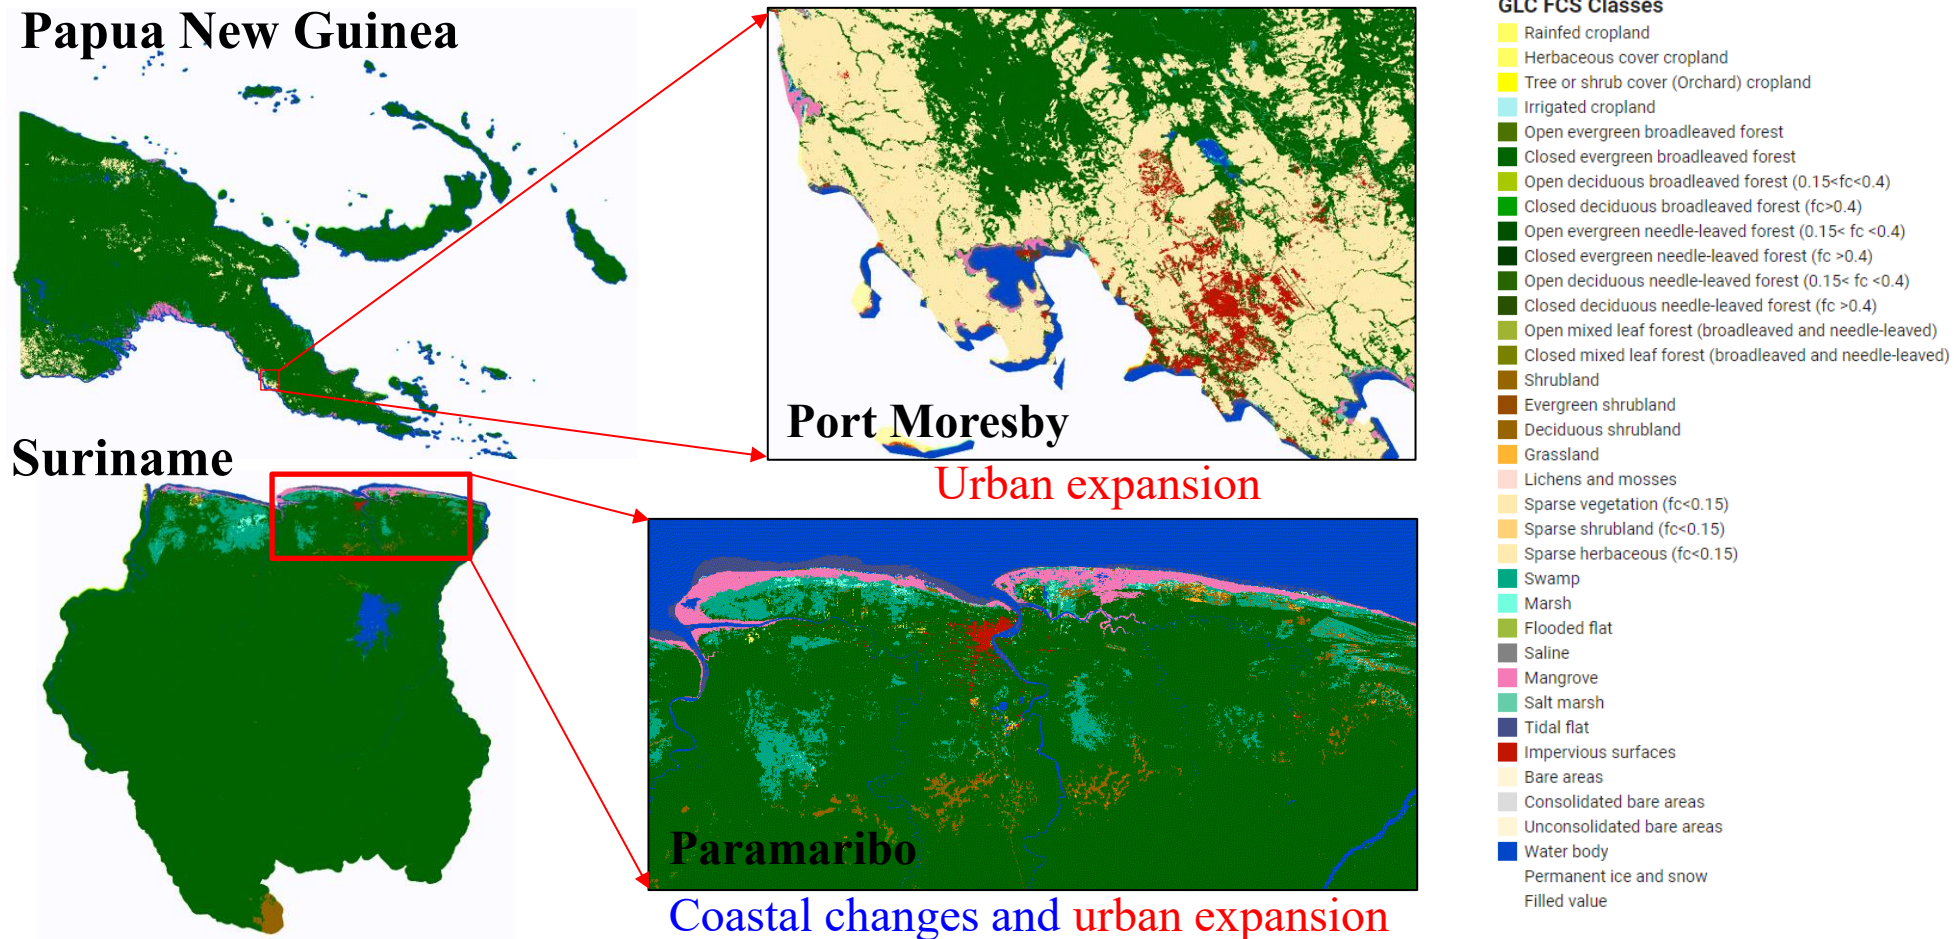 Papua New Guinea
Port Moresby
Urban expansion
Suriname
Paramaribo
Coastal changes and urban expansion
GLC FCS Classes
Rainfed cropland
Herbaceous cover cropland
Tree or shrub cover (Orchard) cropland
Irrigated cropland
Open evergreen broadleaved forest
Closed evergreen broadleaved forest
Open deciduous broadleaved forest (0.15<fc<0.4)
Closed deciduous broadleaved forest (fc>0.4)
Open evergreen needle-leaved forest (0.15< fc <0.4)
Closed evergreen needle-leaved forest (fc >0.4)
Open deciduous needle-leaved forest (0.15< fc <0.4)
Closed deciduous needle-leaved forest (fc >0.4)
Open mixed leaf forest (broadleaved and needle-leaved)
Closed mixed leaf forest (broadleaved and needle-leaved)
Shrubland
Evergreen shrubland
Deciduous shrubland
Grassland
Lichens and mosses
Sparse vegetation (fc<0.15)
Sparse shrubland (fc<0.15)
Sparse herbaceous (fc<0.15)
Swamp
Marsh
Flooded flat
Saline
Mangrove
Salt marsh
Tidal flat
Impervious surfaces
Bare areas
Consolidated bare areas
Unconsolidated bare areas
Water body
Permanent ice and snow
Filled value